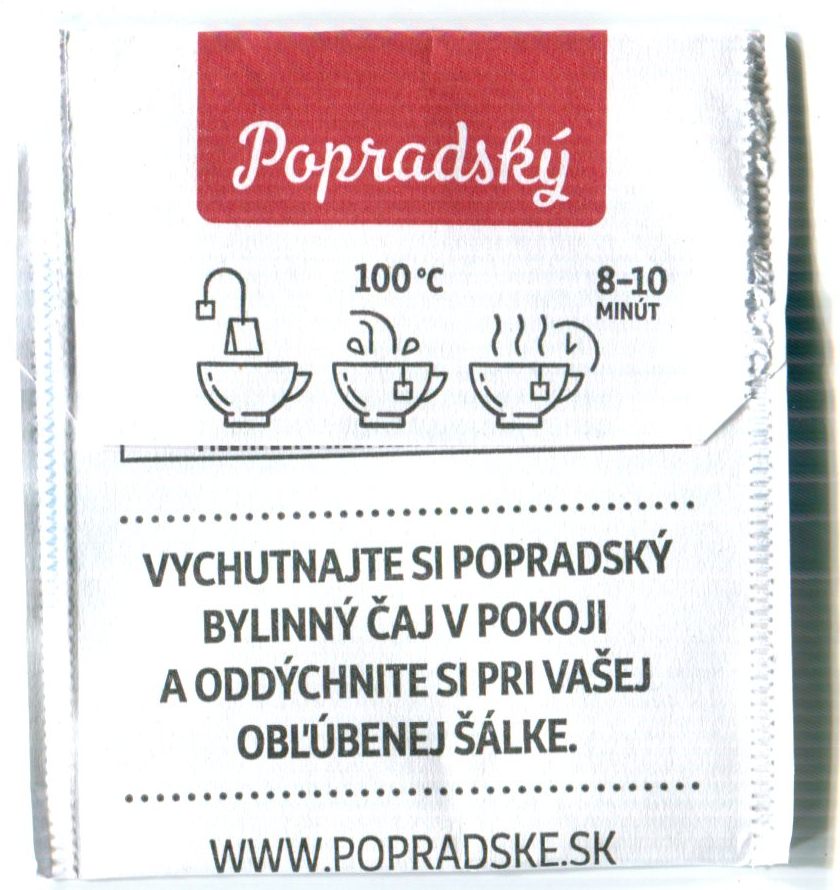 Popradský
100 °C
8–10
MINÚT
VYCHUTNAJTE SI POPRADSKÝ
BYLINNÝ ČAJ V POKOJI
A ODDÝCHNITE SI PRI VAŠEJ
OBĽÚBENEJ ŠÁLKE.
WWW.POPRADSKE.SK